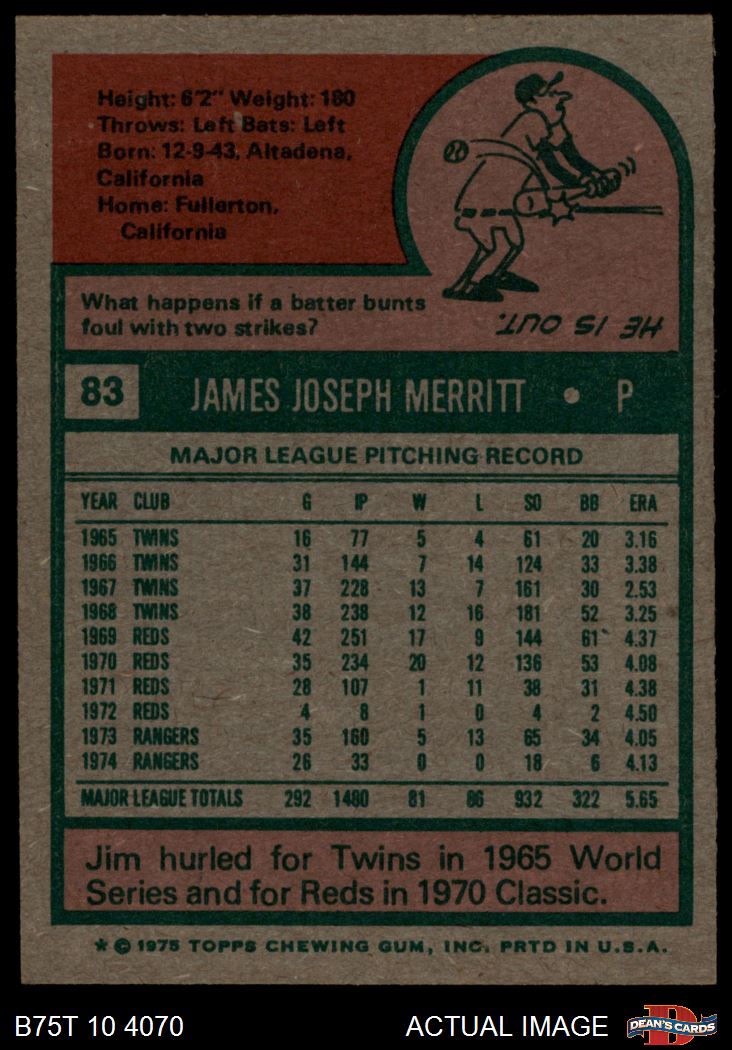 Height: 6'2" Weight: 180
Throws: Left Bats: Left
Born: 12-9-43, Altadena,
California
Home: Fullerton,
California
What happens if a batter bunts
foul with two strikes?
HE IS OUT.
83 JAMES JOSEPH MERRITT • P
MAJOR LEAGUE PITCHING RECORD
YEAR CLUB G IP W L SO BB ERA
1965 TWINS 16 77 5 4 61 20 3.16
1966 TWINS 31 144 7 14 124 33 3.38
1967 TWINS 37 228 13 7 161 30 2.53
1968 TWINS 38 238 12 16 181 52 3.25
1969 REDS 42 251 17 9 144 61 4.37
1970 REDS 35 234 20 12 136 53 4.08
1971 REDS 28 107 1 11 38 31 4.38
1972 REDS 4 8 1 0 4 2 4.50
1973 RANGERS 35 160 5 13 65 34 4.05
1974 RANGERS 26 33 0 0 18 6 4.13
MAJOR LEAGUE TOTALS 292 1480 81 86 932 322 5.65
Jim hurled for Twins in 1965 World
Series and for Reds in 1970 Classic.
* © 1975 TOPPS CHEWING GUM, INC. PRTD IN U.S.A.
B75T 10 4070 ACTUAL IMAGE DEAN'S CARDS